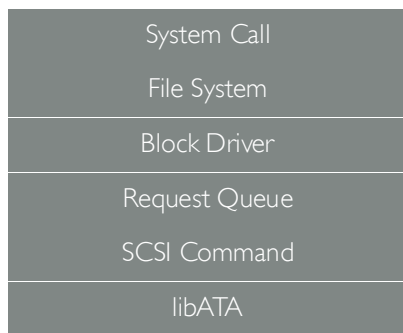 System Call
File System
Block Driver
Request Queue
SCSI Command
libATA